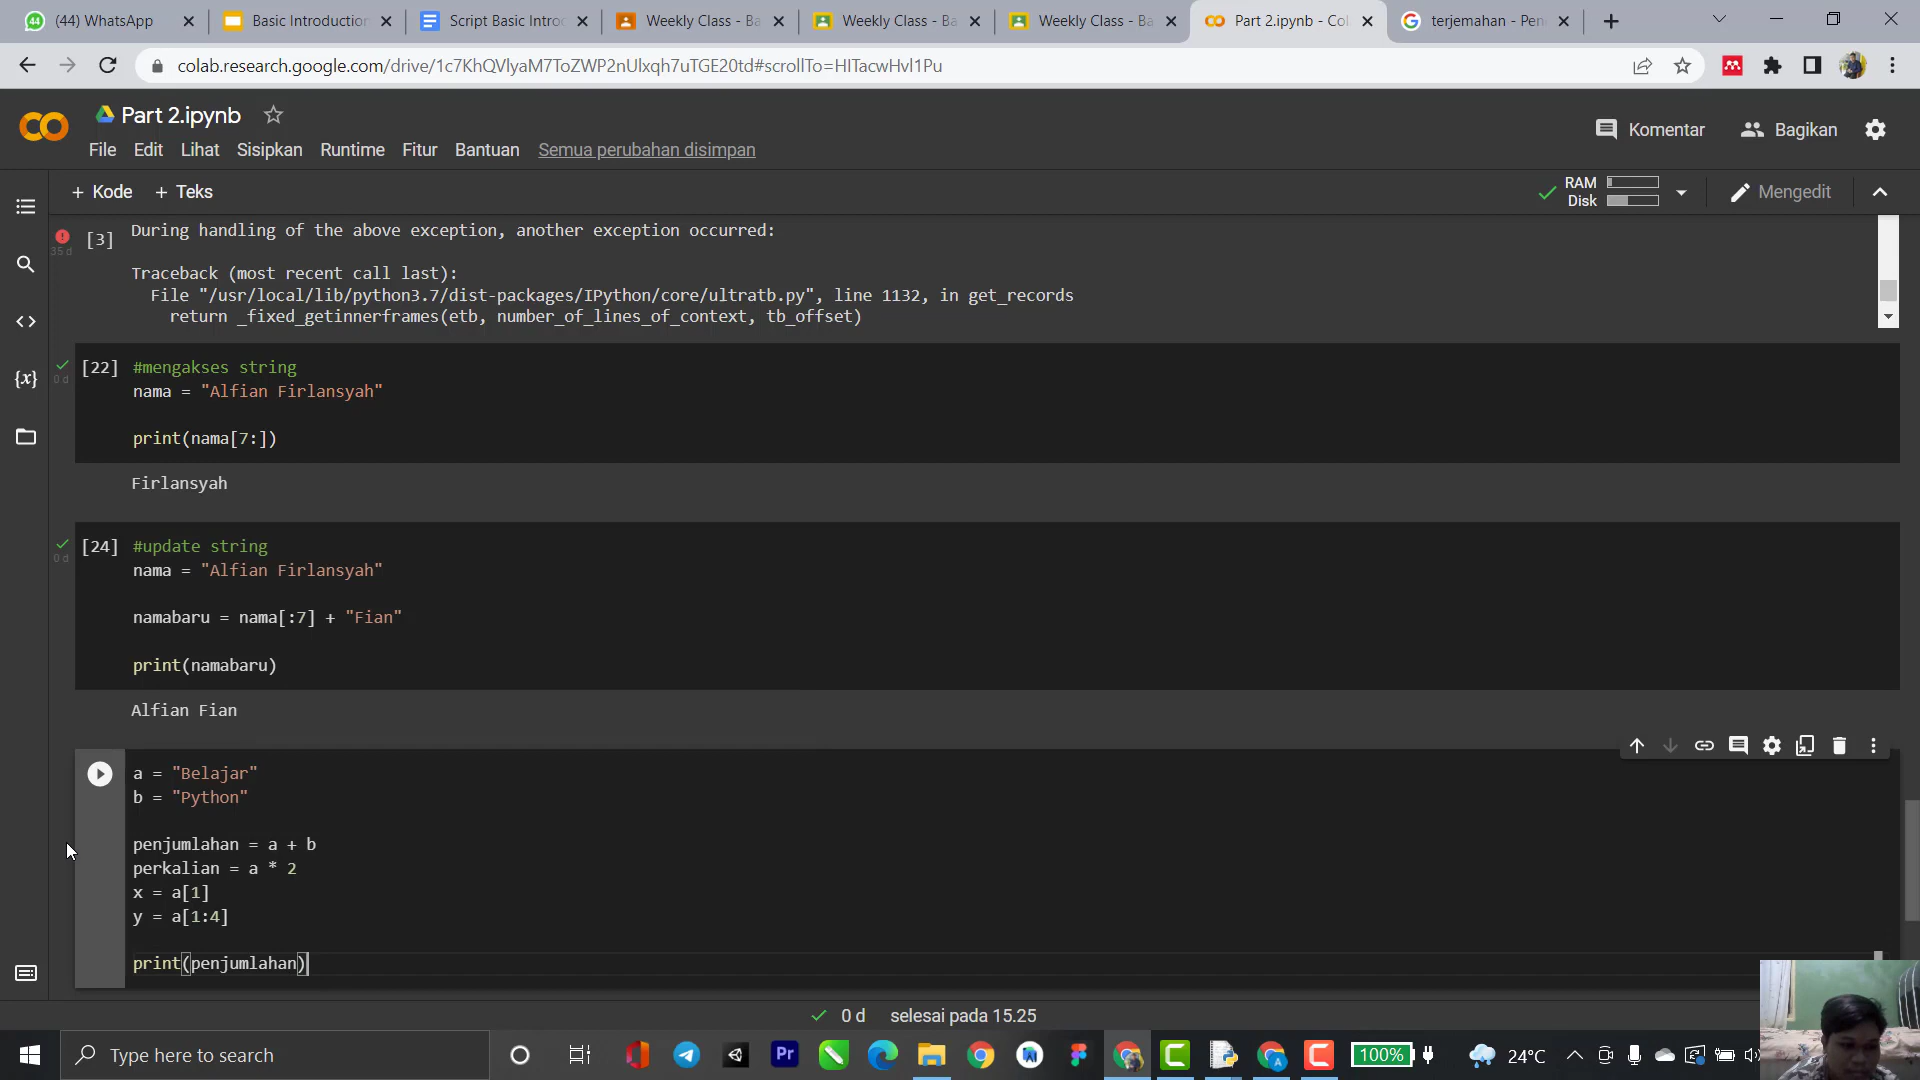 (44) WhatsApp
Basic Introduction
Script Basic Intro
Weekly Class - Ba
Weekly Class - Ba
Weekly Class - Ba
Part 2.ipynb - Col
terjemahan - Pen
colab.research.google.com/drive/1c7KhQVlyaM7ToZWP2nUlxqh7uTGE20td#scrollTo=HITacwHvl1Pu
Part 2.ipynb
Komentar
Bagikan
File Edit Lihat Sisipkan Runtime Fitur Bantuan Semua perubahan disimpan
+ Kode + Teks
RAM
Disk
Mengedit
35 d
[3]
During handling of the above exception, another exception occurred:
Traceback (most recent call last):
File "/usr/local/lib/python3.7/dist-packages/IPython/core/ultratb.py", line 1132, in get_records
return _fixed_getinnerframes(etb, number_of_lines_of_context, tb_offset)
0 d
[22]
#mengakses string
nama = "Alfian Firlansyah"
print(nama[7:])
Firlansyah
0 d
[24]
#update string
nama = "Alfian Firlansyah"
namabaru = nama[:7] + "Fian"
print(namabaru)
Alfian Fian
a = "Belajar"
b = "Python"
penjumlahan = a + b
perkalian = a * 2
x = a[1]
y = a[1:4]
print(penjumlahan)
0 d selesai pada 15.25
Type here to search
Pr
100%
24°C